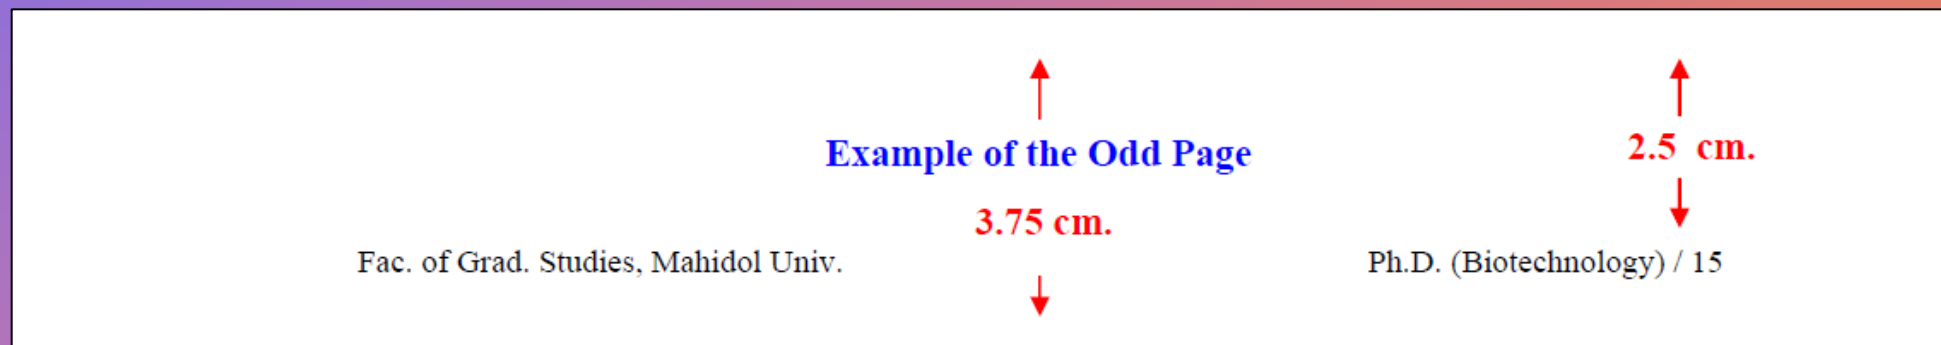 Example of the Odd Page
2.5 cm.
3.75 cm.
Fac. of Grad. Studies, Mahidol Univ. Ph.D. (Biotechnology) / 15